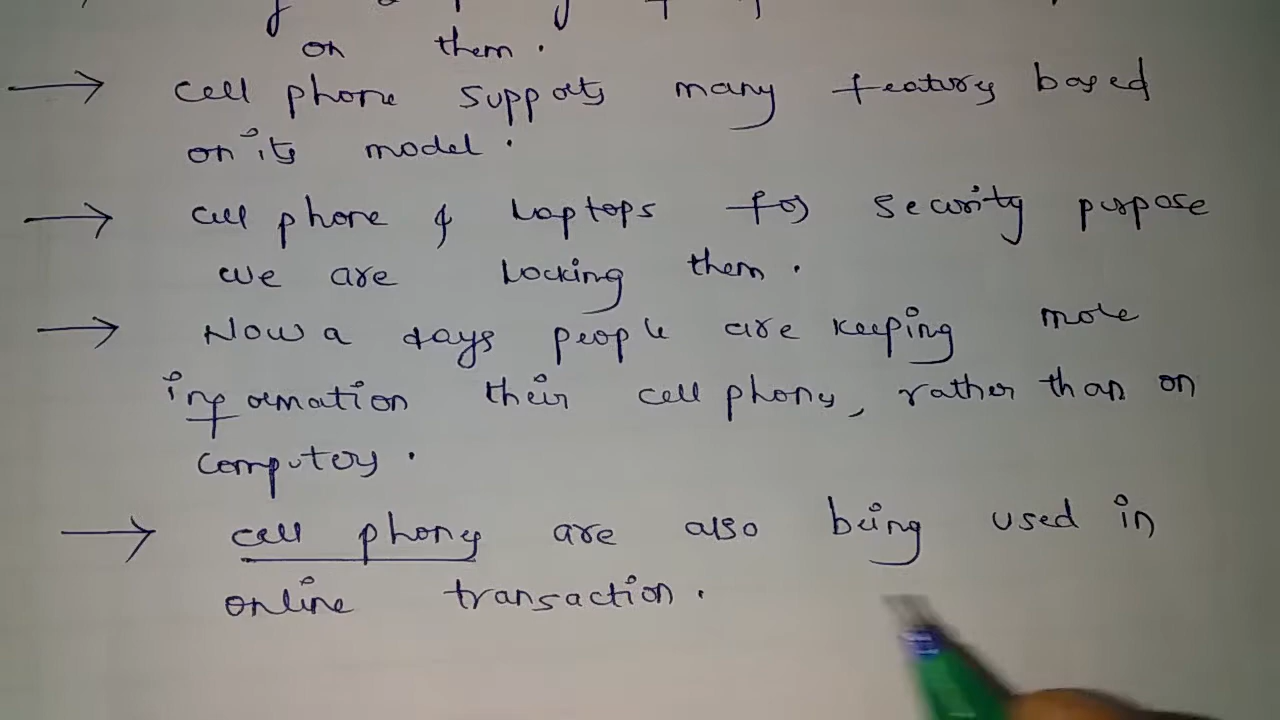 on them.
→ cell phone supports many features based
on its model.
→ cell phone & Laptops for security purpose
we are Locking them.
→ Now a days people are keeping more
information their cell phones, rather than on
computers.
→ cell phones are also being used in
online transaction.